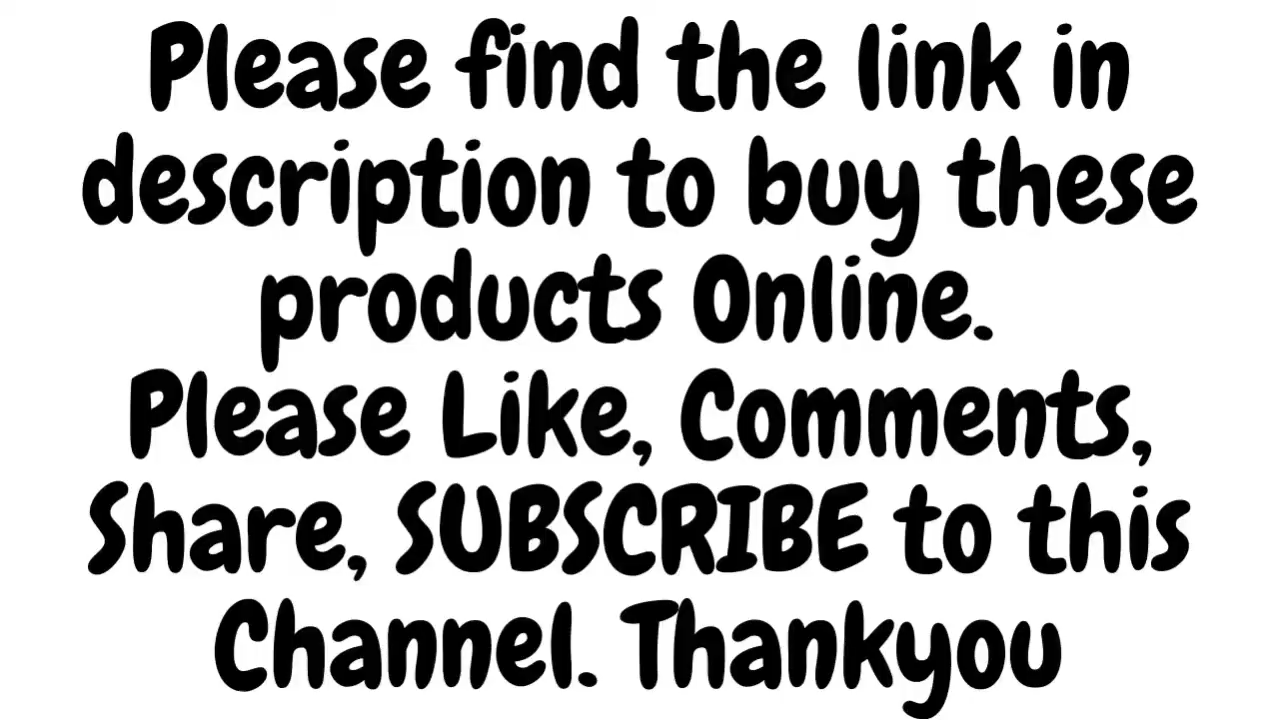 Please find the link in
description to buy these
products Online.
Please Like, Comments,
Share, SUBSCRIBE to this
Channel. Thankyou